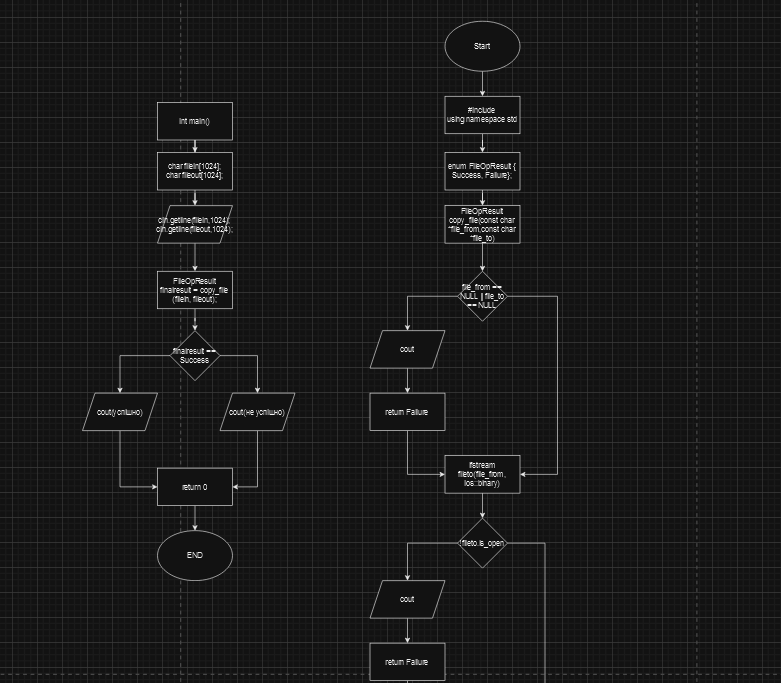 Start
#include
using namespace std
enum FileOpResult {
Success, Failure};
FileOpResult
copy_file(const char
*file_from,const char
*file_to)
file_from ==
NULL || file_to
== NULL
cout
return Failure
ifstream
fileto(file_from,
ios::binary)
!fileto.is_open
cout
return Failure
int main()
char filein[1024];
char fileout[1024];
cin.getline(filein,1024);
cin.getline(fileout,1024);
FileOpResult
finalresult = copy_file
(filein, fileout);
finalresult ==
Success
cout(успішно)
cout(не успішно)
return 0
END